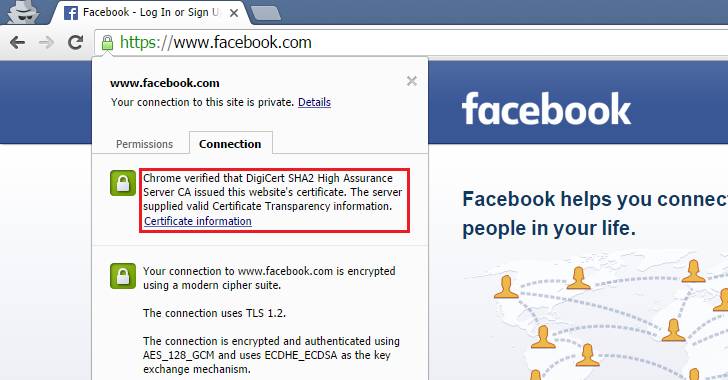 Facebook - Log In or Sign U
https://www.facebook.com
www.facebook.com
Your connection to this site is private. Details
Permissions
Connection
Chrome verified that DigiCert SHA2 High Assurance
Server CA issued this website's certificate. The server
supplied valid Certificate Transparency information.
Certificate information
Your connection to www.facebook.com is encrypted
using a modern cipher suite.
The connection uses TLS 1.2.
The connection is encrypted and authenticated using
AES_128_GCM and uses ECDHE_ECDSA as the key
exchange mechanism.
facebook
Facebook helps you connec
people in your life.